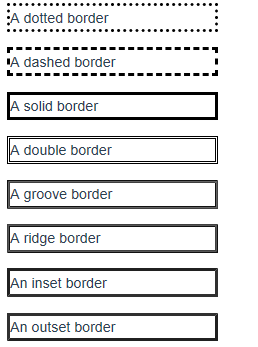 A dotted border
A dashed border
A solid border
A double border
A groove border
A ridge border
An inset border
An outset border